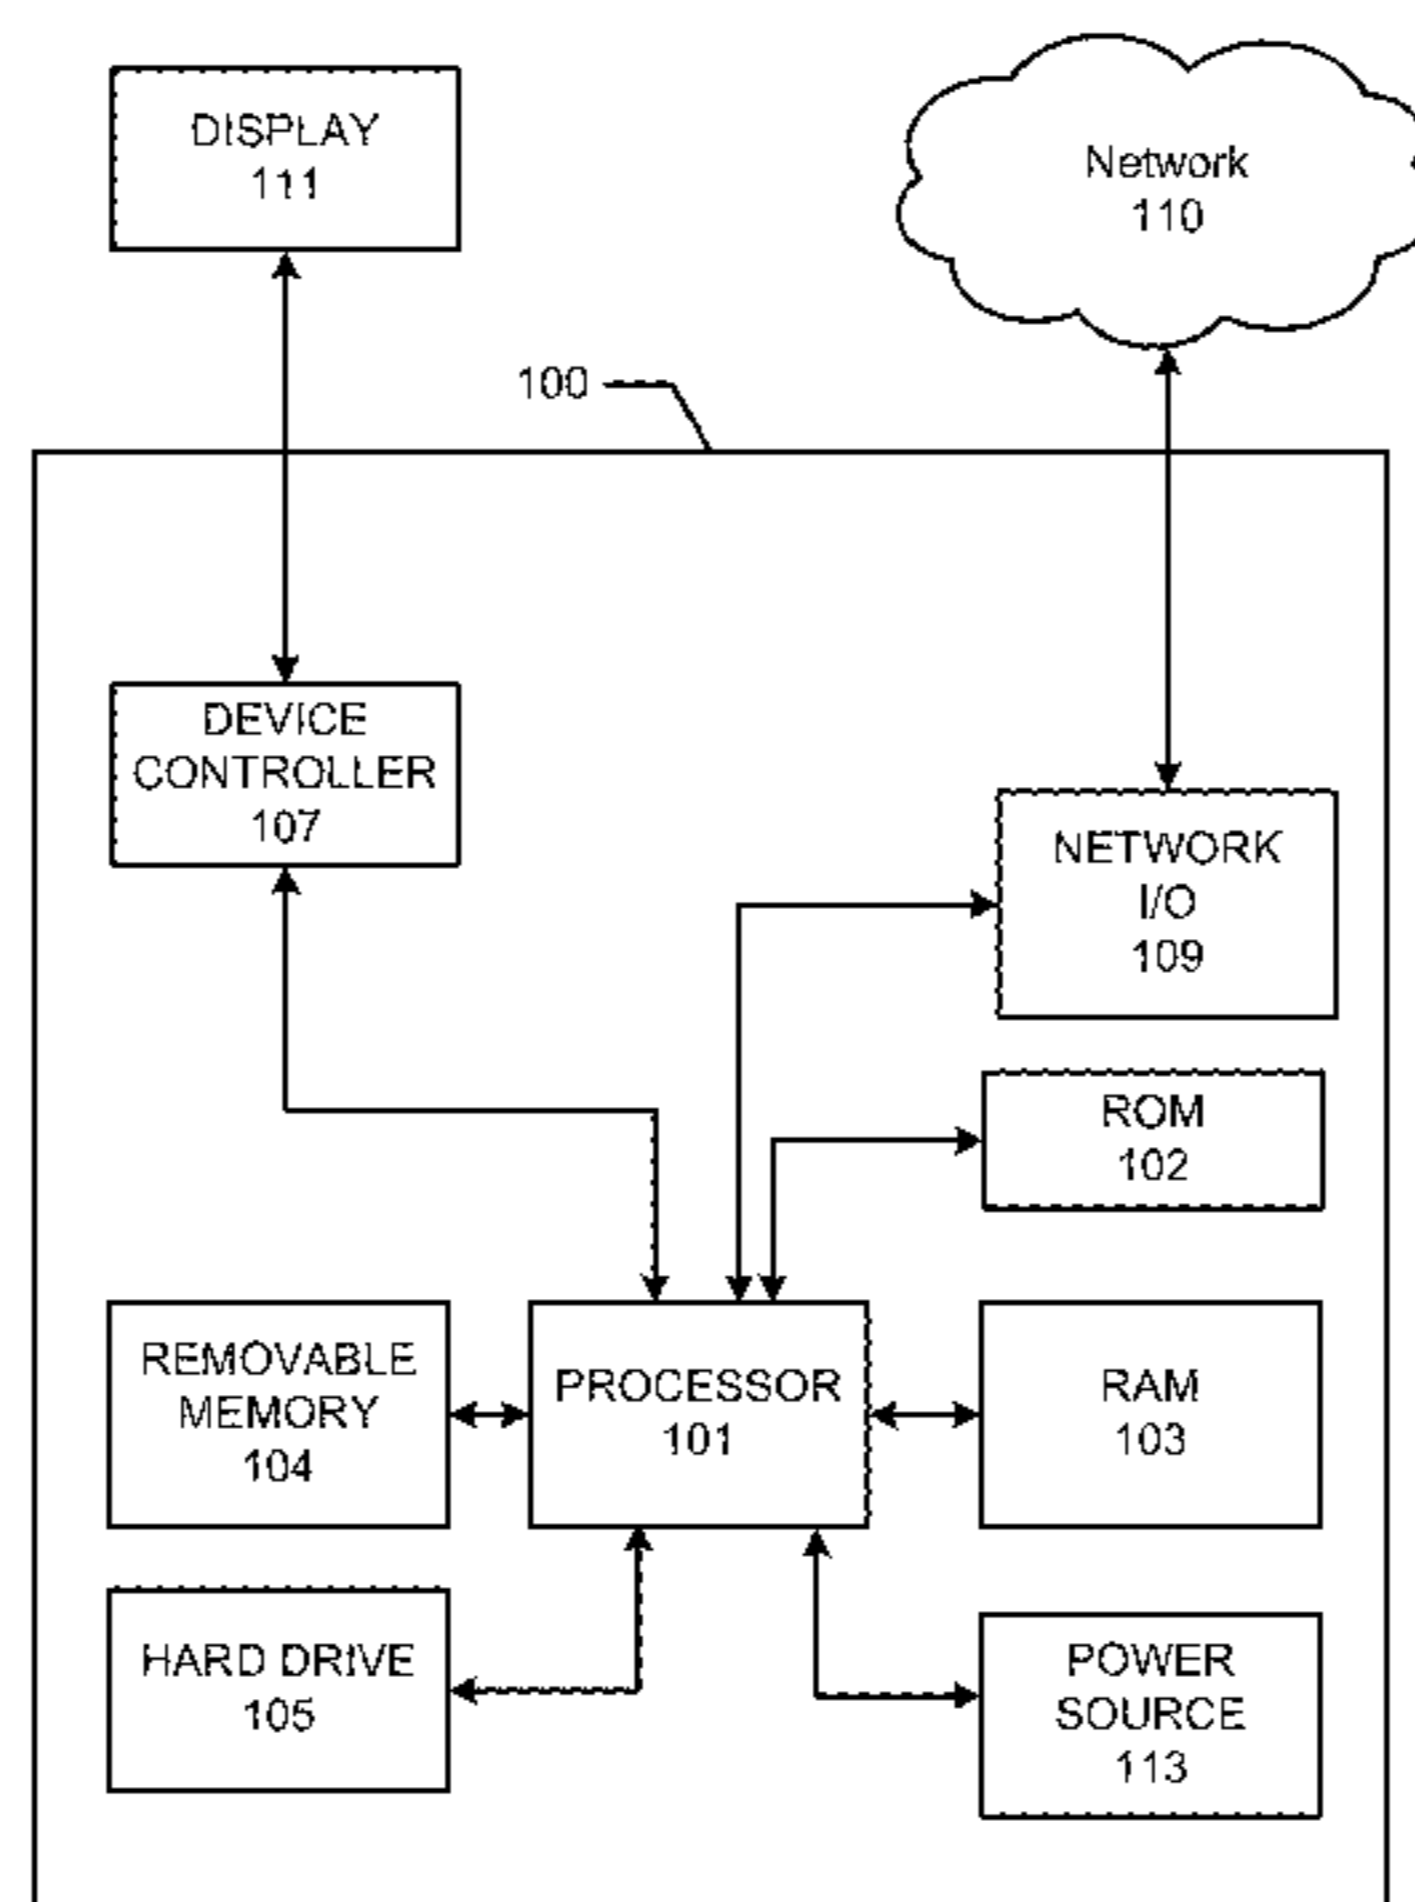 DISPLAY
111
Network
110
100
DEVICE
CONTROLLER
107
NETWORK
I/O
109
ROM
102
REMOVABLE
MEMORY
104
PROCESSOR
101
RAM
103
HARD DRIVE
105
POWER
SOURCE
113